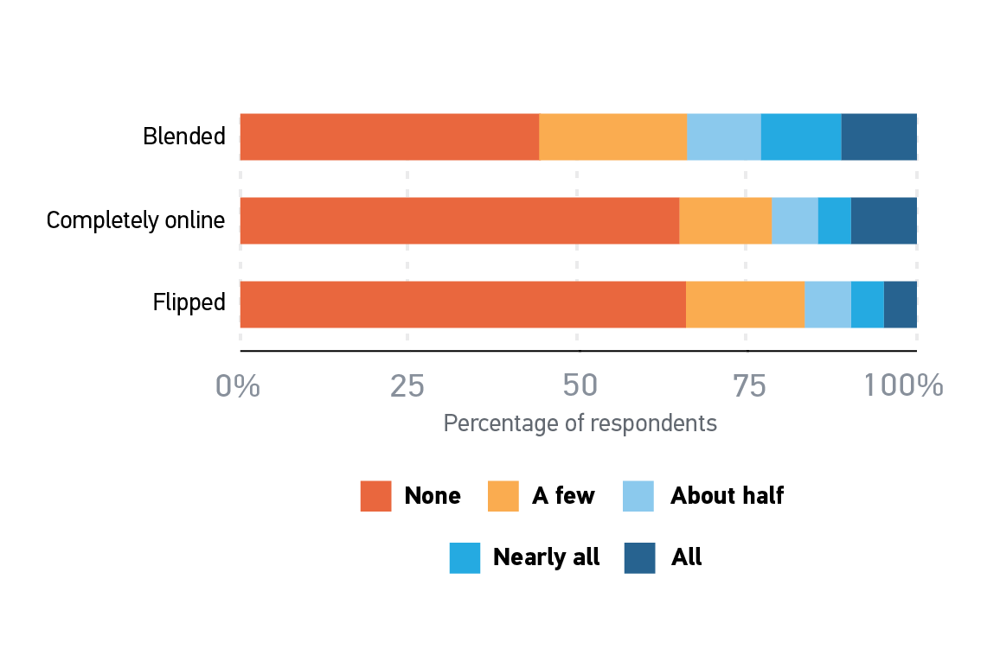 Blended
Completely online
Flipped
0% 25 50 75 100%
Percentage of respondents
None A few About half
Nearly all All